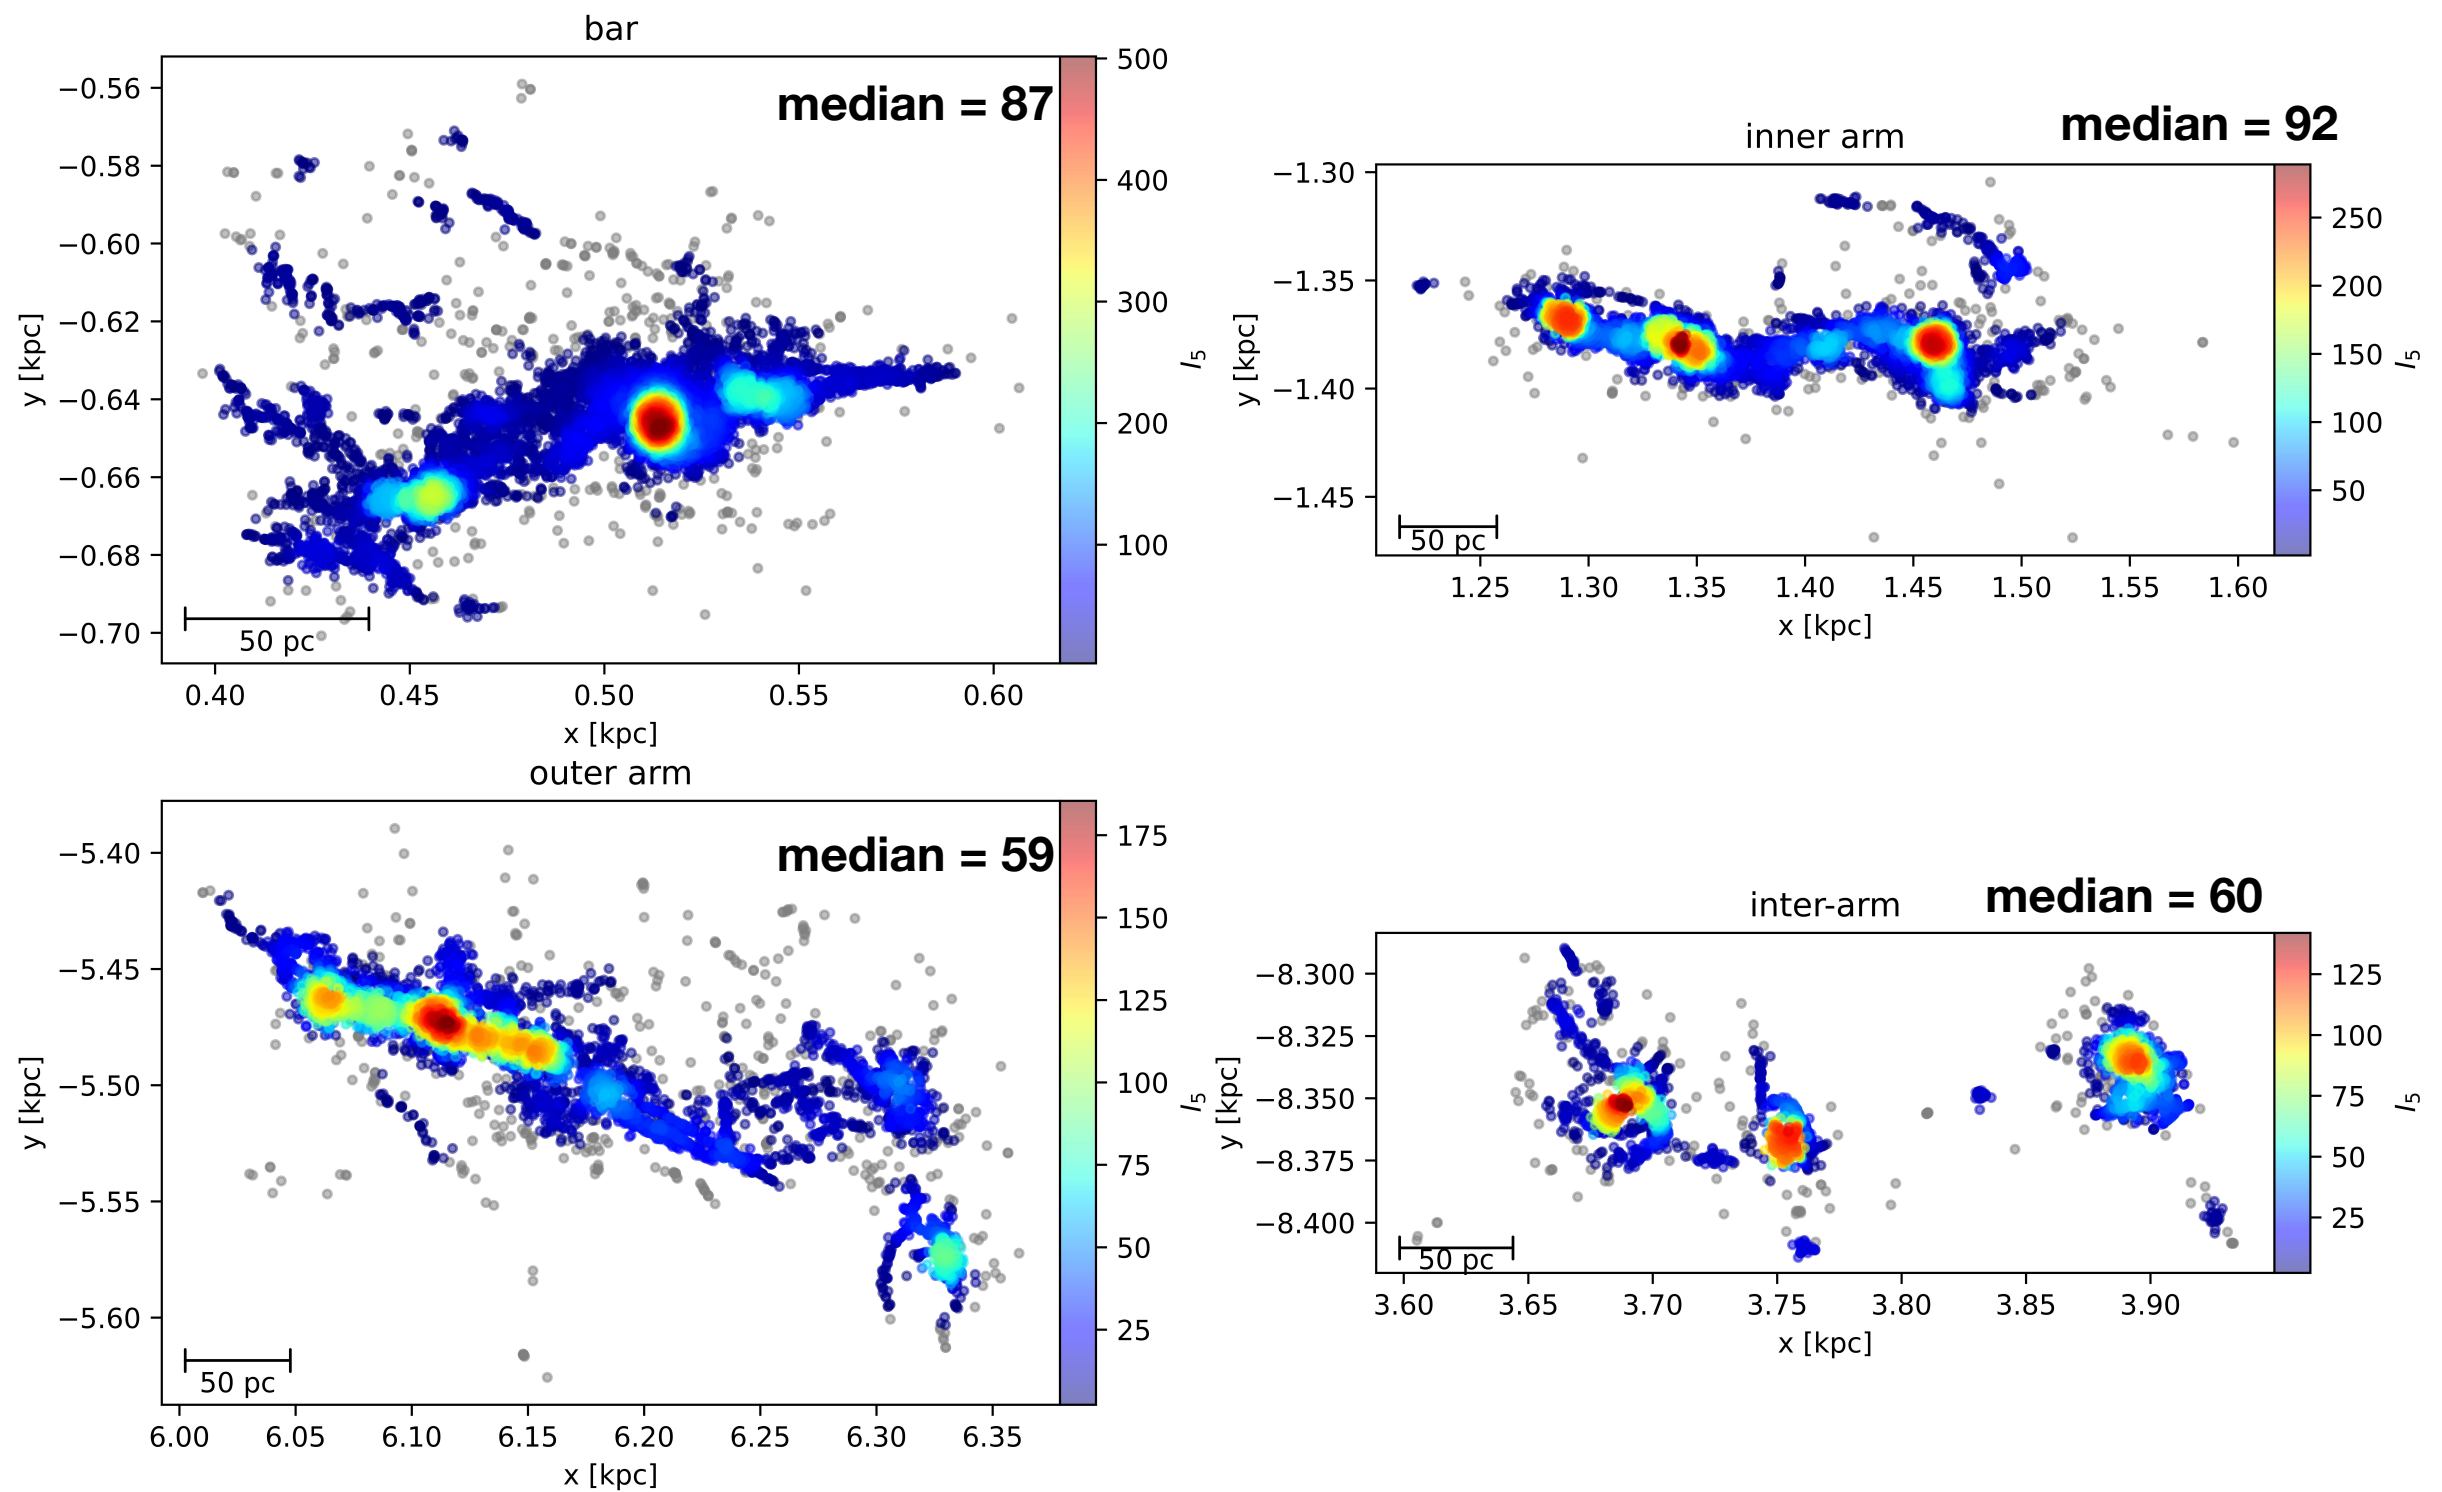 bar
median = 87
−0.56
−0.58
−0.60
−0.62
−0.64
−0.66
−0.68
−0.70
y [kpc]
50 pc
0.40 0.45 0.50 0.55 0.60
x [kpc]
500
400
300
200
100
I5
inner arm
median = 92
−1.30
−1.35
−1.40
−1.45
y [kpc]
50 pc
1.25 1.30 1.35 1.40 1.45 1.50 1.55 1.60
x [kpc]
250
200
150
100
50
I5
outer arm
median = 59
−5.40
−5.45
−5.50
−5.55
−5.60
y [kpc]
50 pc
6.00 6.05 6.10 6.15 6.20 6.25 6.30 6.35
x [kpc]
175
150
125
100
75
50
25
I5
inter-arm
median = 60
−8.300
−8.325
−8.350
−8.375
−8.400
y [kpc]
50 pc
3.60 3.65 3.70 3.75 3.80 3.85 3.90
x [kpc]
125
100
75
50
25
I5